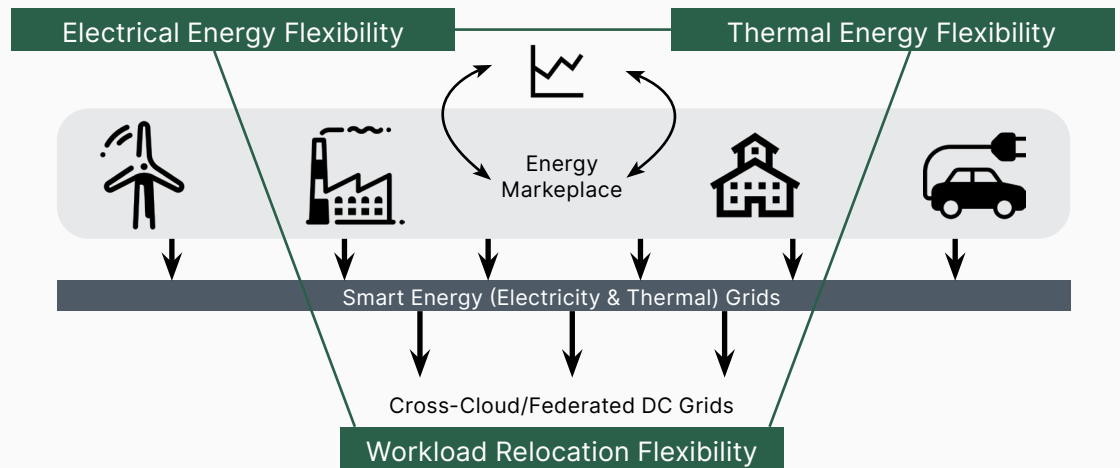 Electrical Energy Flexibility
Thermal Energy Flexibility
Energy
Markeplace
Smart Energy (Electricity & Thermal) Grids
Cross-Cloud/Federated DC Grids
Workload Relocation Flexibility